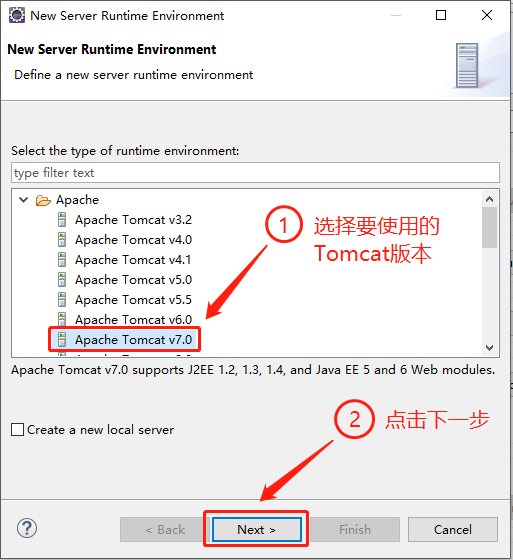 New Server Runtime Environment
New Server Runtime Environment
Define a new server runtime environment
Select the type of runtime environment:
type filter text
Apache
Apache Tomcat v3.2
Apache Tomcat v4.0
Apache Tomcat v4.1
Apache Tomcat v5.0
Apache Tomcat v5.5
Apache Tomcat v6.0
Apache Tomcat v7.0
1 选择要使用的
Tomcat版本
Apache Tomcat v7.0 supports J2EE 1.2, 1.3, 1.4, and Java EE 5 and 6 Web modules.
2 点击下一步
Create a new local server
? < Back Next > Finish Cancel